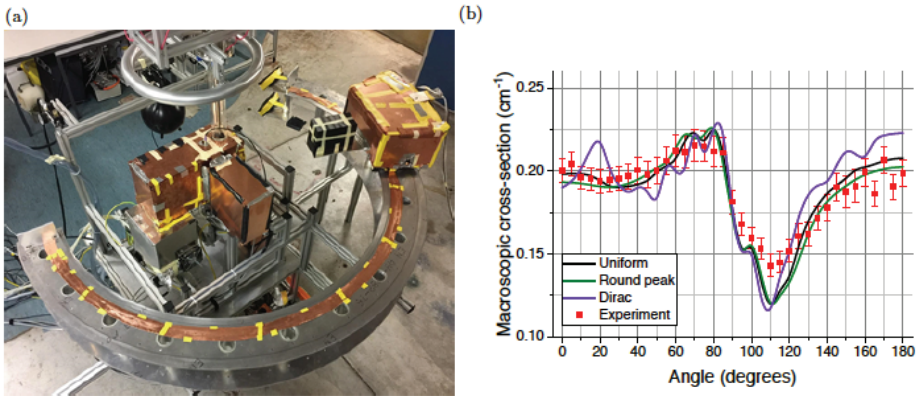 (a)
(b)
Macroscopic cross-section (cm⁻¹)
0.25
0.20
0.15
0.10
Uniform
Round peak
Dirac
Experiment
0 20 40 60 80 100 120 140 160 180
Angle (degrees)